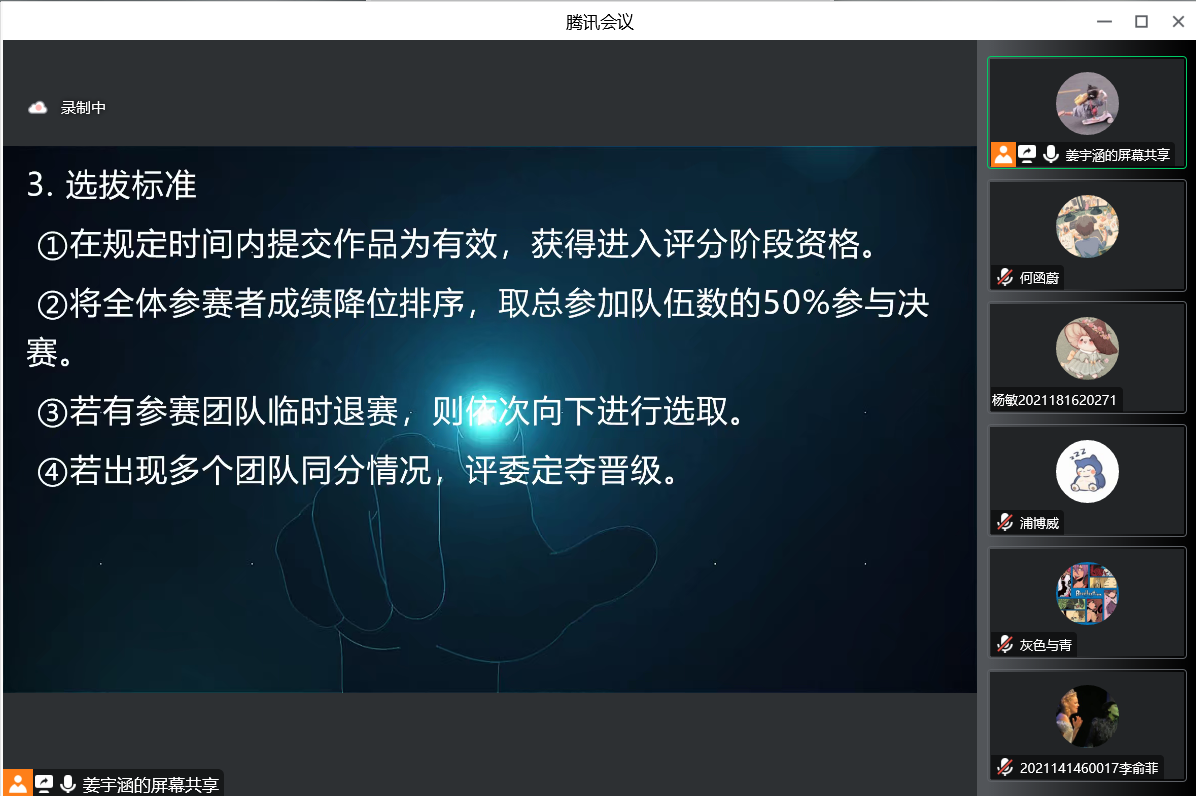 腾讯会议
录制中
3. 选拔标准
①在规定时间内提交作品为有效，获得进入评分阶段资格。
②将全体参赛者成绩降位排序，取总参加队伍数的50%参与决
赛。
③若有参赛团队临时退赛，则依次向下进行选取。
④若出现多个团队同分情况，评委定夺晋级。
姜宇涵的屏幕共享
姜宇涵的屏幕共享
何函蔚
杨敏2021181620271
浦博威
灰色与青
2021141460017李俞菲